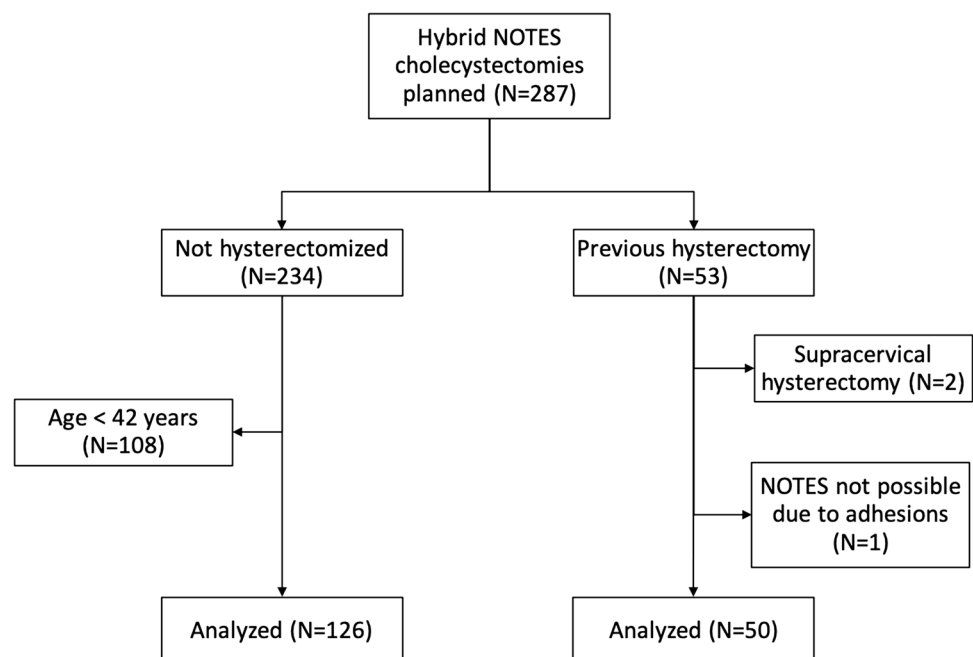 Hybrid NOTES
cholecystectomies
planned (N=287)
Not hysterectomized
(N=234)
Previous hysterectomy
(N=53)
Supracervical
hysterectomy (N=2)
Age < 42 years
(N=108)
NOTES not possible
due to adhesions
(N=1)
Analyzed (N=126)
Analyzed (N=50)